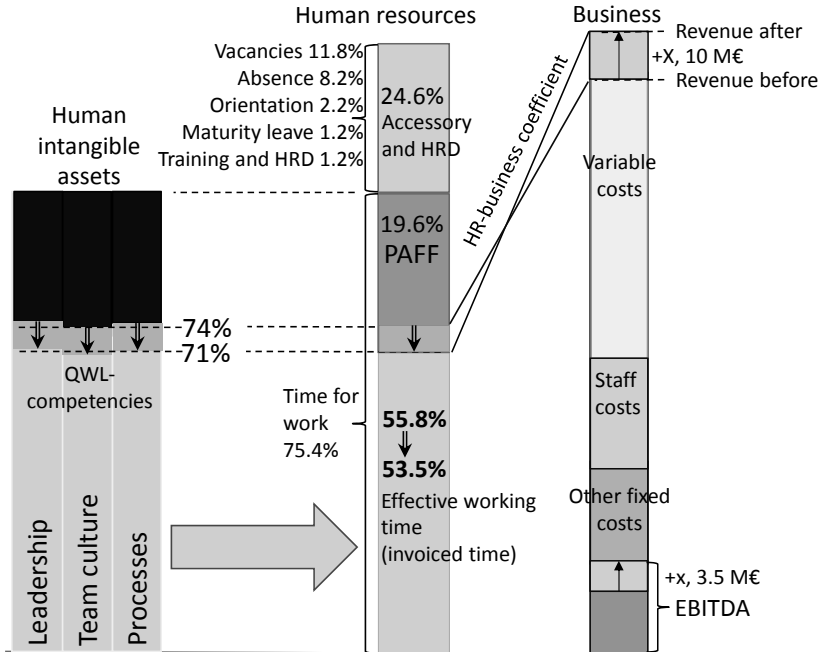 Human resources
Business
Vacancies 11.8%
Absence 8.2%
Orientation 2.2%
Maturity leave 1.2%
Training and HRD 1.2%
24.6%
Accessory
and HRD
Revenue after
+X, 10 M€
Revenue before
Human
intangible
assets
HR-business coefficient
Variable
costs
19.6%
PAFF
74%
71%
QWL-
competencies
Time for
work
75.4%
55.8%
53.5%
Effective working
time
(invoiced time)
Staff
costs
Other fixed
costs
+x, 3.5 M€
EBITDA
Leadership
Team culture
Processes